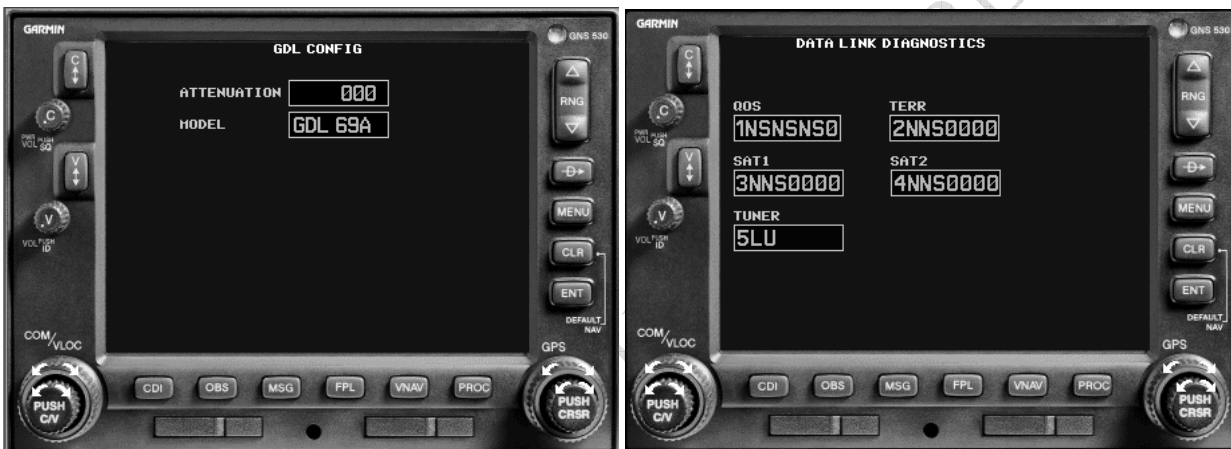 GARMIN
GNS 530
GDL CONFIG
C
ATTENUATION 000
MODEL GDL 69A
RNG
.C
PWR PUSH
VOL SQ
V
D
MENU
.V
VOL PUSH
ID
CLR
ENT
DEFAULT
NAV
COM/VLOC
GPS
CDI OBS MSG FPL VNAV PROC
PUSH
C/V
PUSH
CRSR
GARMIN
GNS 530
DATA LINK DIAGNOSTICS
C
RNG
QOS TERR
1NSNSNS0 2NNS0000
.C
PWR PUSH
VOL SQ
V
D
SAT1 SAT2
3NNS0000 4NNS0000
MENU
TUNER
5LU
.V
VOL PUSH
ID
CLR
ENT
DEFAULT
NAV
COM/VLOC
GPS
CDI OBS MSG FPL VNAV PROC
PUSH
C/V
PUSH
CRSR